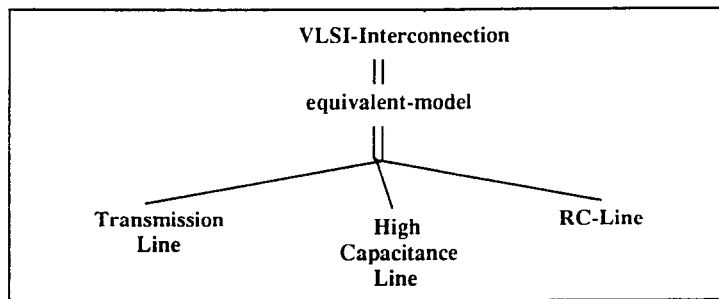 VLSI-Interconnection
equivalent-model
Transmission
Line
High
Capacitance
Line
RC-Line